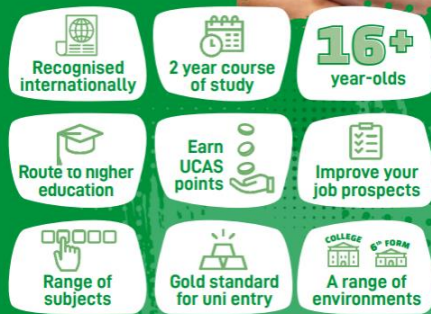 Recognised
internationally
2 year course
of study
16+
year-olds
Route to higher
education
Earn
UCAS
points
Improve your
job prospects
Range of
subjects
Gold standard
for uni entry
COLLEGE
6th FORM
A range of
environments